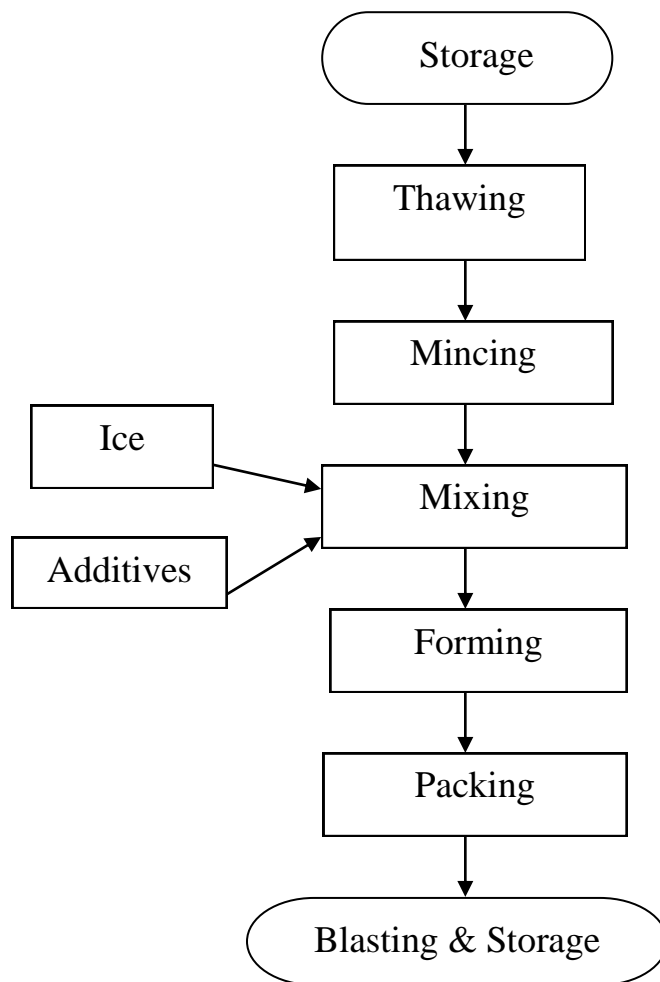 Storage
Thawing
Mincing
Ice
Mixing
Additives
Forming
Packing
Blasting & Storage